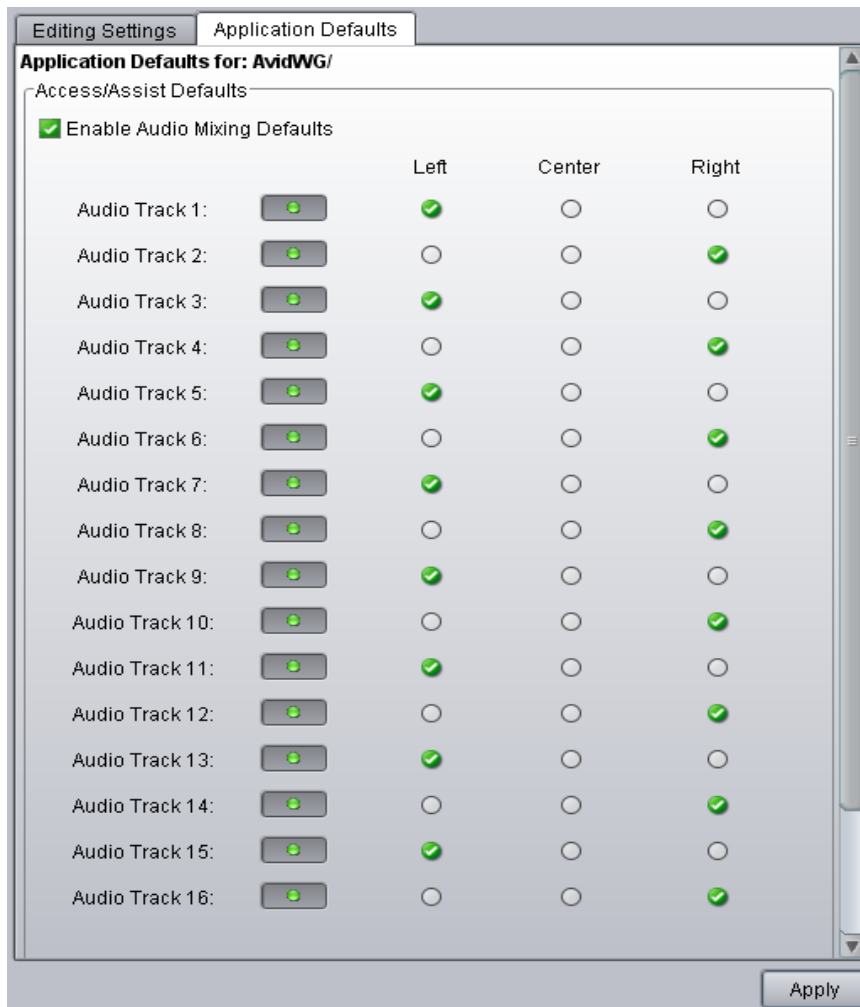 Editing Settings Application Defaults
Application Defaults for: AvidWG/
Access/Assist Defaults
Enable Audio Mixing Defaults
Left Center Right
Audio Track 1:
Audio Track 2:
Audio Track 3:
Audio Track 4:
Audio Track 5:
Audio Track 6:
Audio Track 7:
Audio Track 8:
Audio Track 9:
Audio Track 10:
Audio Track 11:
Audio Track 12:
Audio Track 13:
Audio Track 14:
Audio Track 15:
Audio Track 16:
Apply